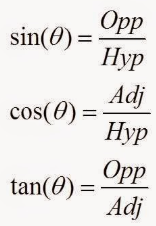 sin(θ) = Opp/Hyp
cos(θ) = Adj/Hyp
tan(θ) = Opp/Adj